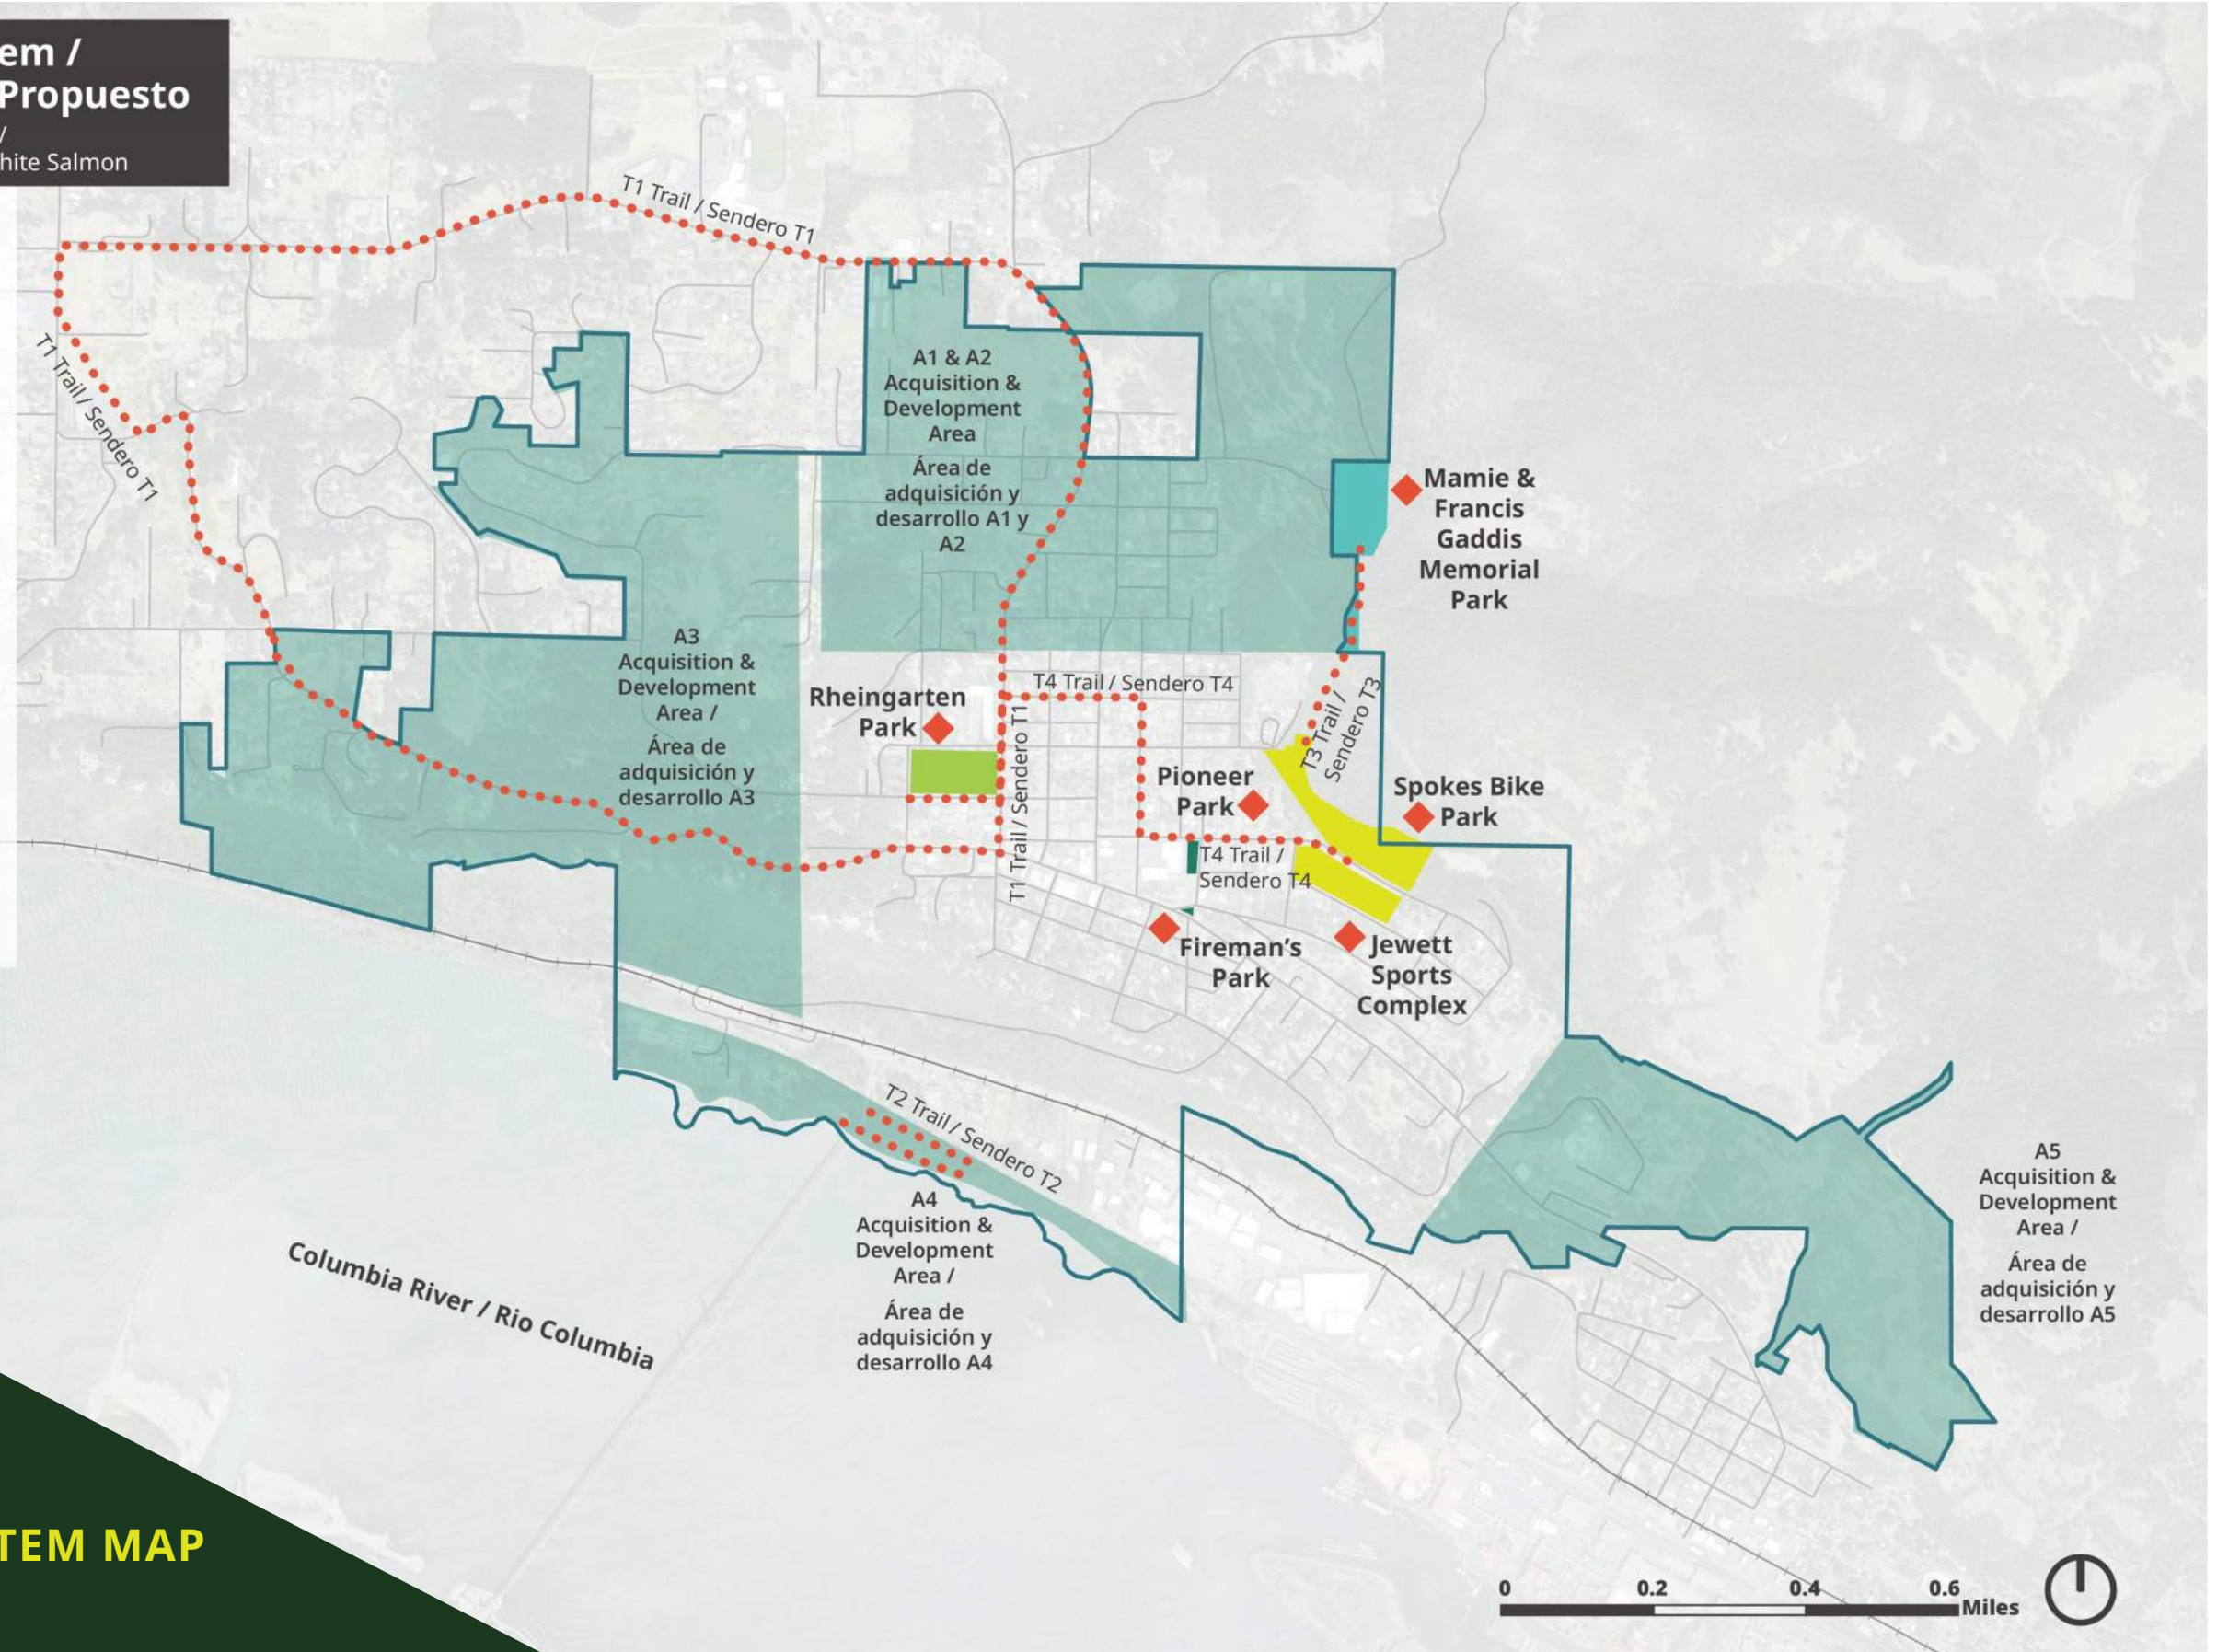 em /
Propuesto
/
hite Salmon
T1 Trail / Sendero T1
T1 Trail / Sendero T1
A1 & A2
Acquisition &
Development
Area
Área de
adquisición y
desarrollo A1 y
A2
Mamie &
Francis
Gaddis
Memorial
Park
A3
Acquisition &
Development
Area /
Área de
adquisición y
desarrollo A3
Rheingarten
Park
T4 Trail / Sendero T4
T1 Trail / Sendero T1
T3 Trail /
Sendero T3
Pioneer
Park
Spokes Bike
Park
T4 Trail /
Sendero T4
Fireman’s
Park
Jewett
Sports
Complex
T2 Trail / Sendero T2
A4
Acquisition &
Development
Area /
Área de
adquisición y
desarrollo A4
A5
Acquisition &
Development
Area /
Área de
adquisición y
desarrollo A5
Columbia River / Rio Columbia
TEM MAP
0 0.2 0.4 0.6
Miles